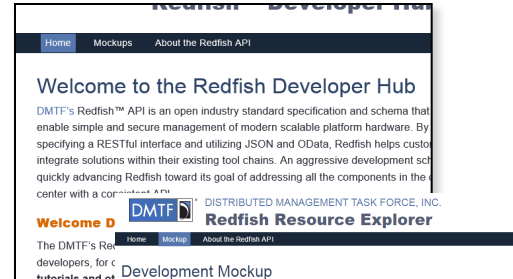 Redfish Developer Hub
Home Mockups About the Redfish API
Welcome to the Redfish Developer Hub
DMTF's Redfish™ API is an open industry standard specification and schema that
enable simple and secure management of modern scalable platform hardware. By
specifying a RESTful interface and utilizing JSON and OData, Redfish helps
integrate solutions within their existing tool chains. An aggressive development
quickly advancing Redfish toward its goal of addressing all the components in the
center with a consistent API
Welcome D
The DMTF's Red
developers, for
tutorials and
DMTF DISTRIBUTED MANAGEMENT TASK FORCE, INC.
Redfish Resource Explorer
Home Mockup About the Redfish API
Development Mockup